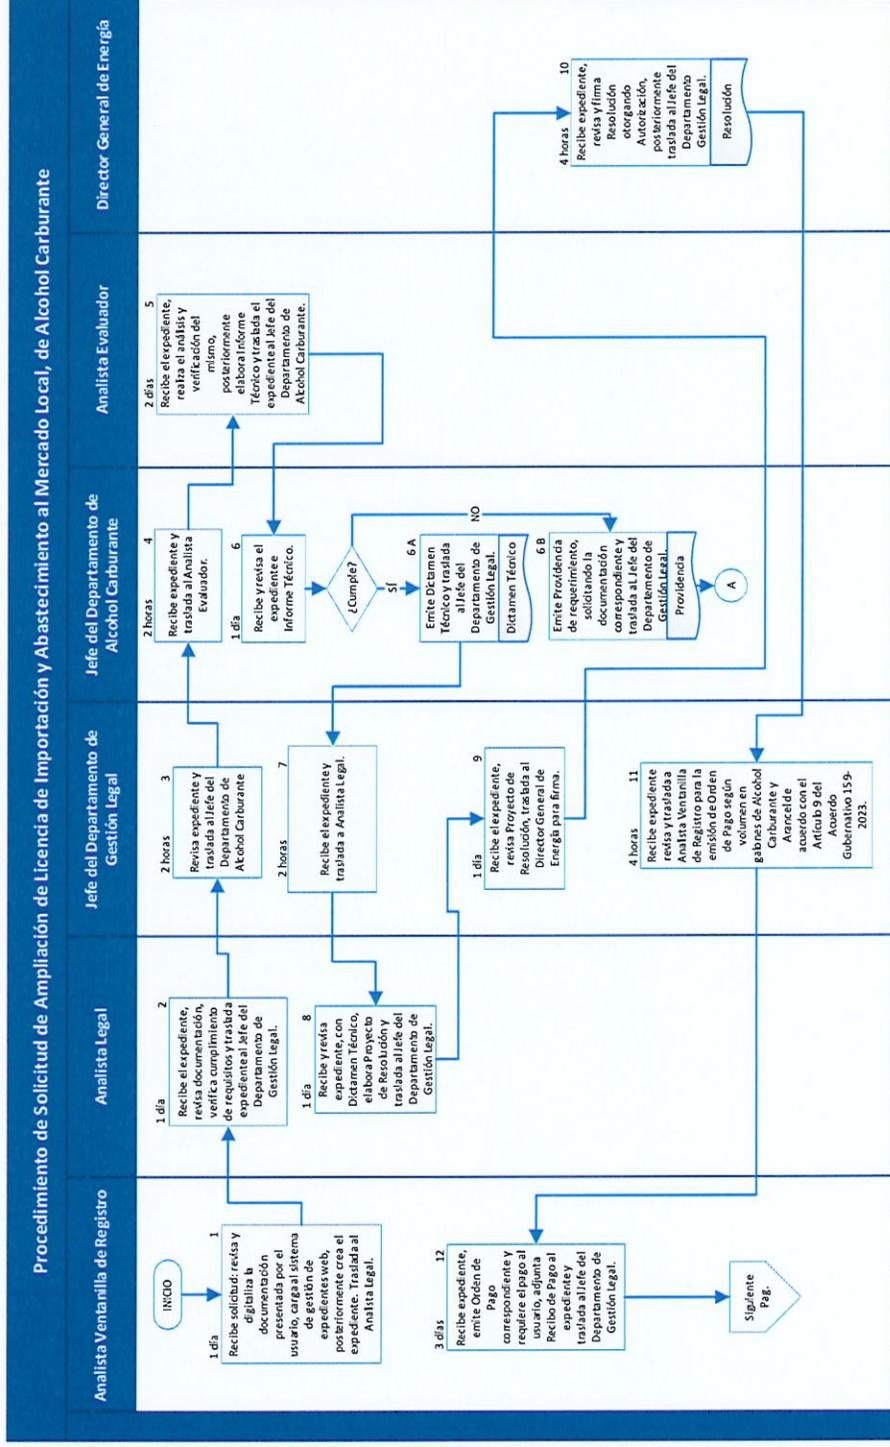 Procedimiento de Solicitud de Ampliación de Licencia de Importación y Abastecimiento al Mercado Local, de Alcohol Carburante
Analista Ventanilla de Registro
Analista Legal
Jefe del Departamento de
Gestión Legal
Jefe del Departamento de
Alcohol Carburante
Analista Evaluador
Director General de Energía
INICIO
1 día
1
Recibe solicitud: revisa y
digitaliza la
documentación
presentada por el
usuario, carga al sistema
de gestión de
expedientes web,
posteriormente crea el
expediente. Traslada al
Analista Legal.
1 día
2
Recibe el expediente,
revisa documentación,
verifica cumplimiento
de requisitos y traslada
expediente al Jefe del
Departamento de
Gestión Legal.
2 horas
3
Revisa expediente y
traslada al Jefe del
Departamento de
Alcohol Carburante
2 horas
4
Recibe expediente y
traslada al Analista
Evaluador.
2 días
5
Recibe el expediente,
realiza el análisis y
verificación del
mismo,
posteriormente
elabora Informe
Técnico y traslada el
expediente al Jefe del
Departamento de
Alcohol Carburante.
1 día
6
Recibe y revisa el
expediente e
Informe Técnico.
¿Cumple?
SÍ
NO
6 A
Emite Dictamen
Técnico y traslada
al Jefe del
Departamento de
Gestión Legal.
Dictamen Técnico
6 B
Emite Providencia
de requerimiento,
solicitando la
documentación
correspondiente y
traslada al Jefe del
Departemento de
Gestión Legal.
Providencia
A
2 horas
7
Recibe el expediente y
traslada a Analista Legal.
1 día
8
Recibe y revisa
expediente, con
Dictamen Técnico,
elabora Proyecto
de Resolución y
traslada al Jefe del
Departamento de
Gestión Legal.
1 día
9
Recibe el expediente,
revisa Proyecto de
Resolución, traslada al
Director General de
Energía para firma.
4 horas
10
Recibe expediente,
revisa y firma
Resolución
otorgando
Autorización,
posteriormente
traslada al Jefe del
Departamento
Gestión Legal.
Resolución
4 horas
11
Recibe expediente
revisa y traslada a
Analista Ventanilla
de Registro para la
emisión de Orden
de Pago según
volumen en
galones de Alcohol
Carburante y
Arancel de
acuerdo con el
Artículo 9 del
Acuerdo
Gubernativo 159-
2023.
3 días
12
Recibe expediente,
emite Orden de
Pago
correspondiente y
requiere el pago al
usuario, adjunta
Recibo de Pago al
expediente y
traslada al Jefe del
Departamento de
Gestión Legal.
Siguiente
Pag.